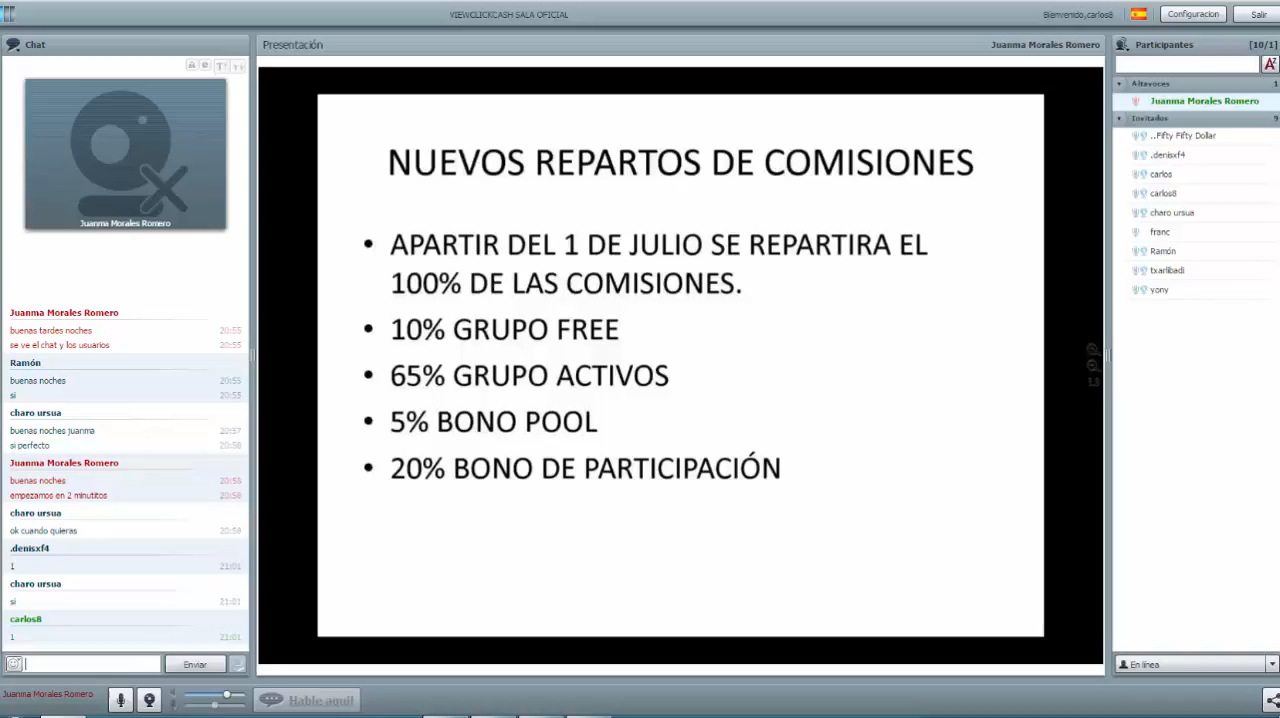 VIEWCLICKCASH SALA OFICIAL
Bienvenido,carlos8
Configuracion
Salir
Chat
Juanma Morales Romero
Juanma Morales Romero
buenas tardes noches 20:55
se ve el chat y los usuarios 20:55
Ramón
buenas noches 20:55
si 20:55
charo ursua
buenas noches juanma 20:57
si perfecto 20:58
Juanma Morales Romero
buenas noches 20:58
empezamos en 2 minutitos 20:58
charo ursua
ok cuando quieras 20:58
.denisxf4
1 21:01
charo ursua
si 21:01
carlos8
1 21:01
Enviar
Juanma Morales Romero
Hable aquí!
Presentación
Juanma Morales Romero
NUEVOS REPARTOS DE COMISIONES
• APARTIR DEL 1 DE JULIO SE REPARTIRA EL
100% DE LAS COMISIONES.
• 10% GRUPO FREE
• 65% GRUPO ACTIVOS
• 5% BONO POOL
• 20% BONO DE PARTICIPACIÓN
Participantes [10/1]
Altavoces 1
Juanma Morales Romero
Invitados 9
..Fifty Fifty Dollar
.denisxf4
carlos
carlos8
charo ursua
franc
Ramón
txarlibadi
yony
En línea